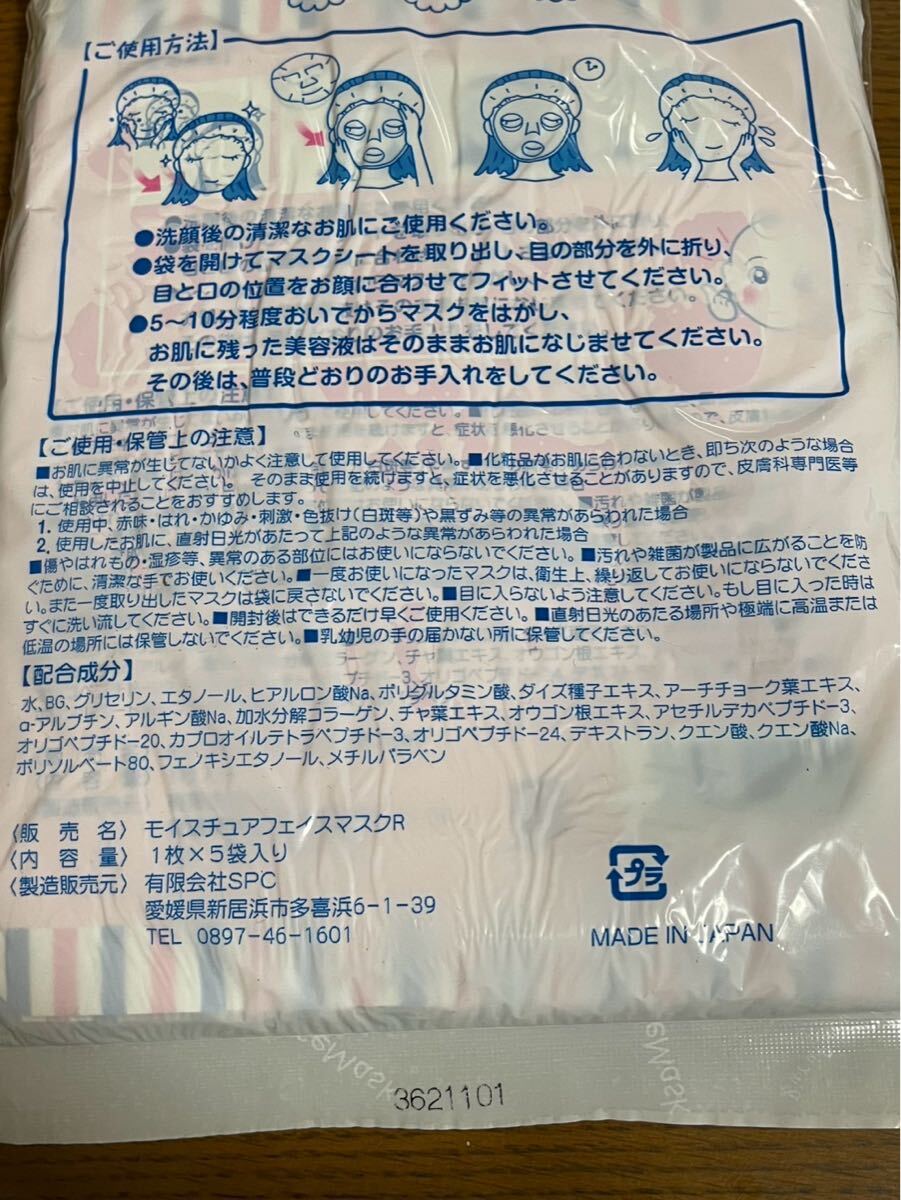 【ご使用方法】
●洗顔後の清潔なお肌にご使用ください。
●袋を開けてマスクシートを取り出し、目の部分を外に折り、
目と口の位置をお顔に合わせてフィットさせてください。
●5〜10分程度おいてからマスクをはがし、
お肌に残った美容液はそのままお肌になじませてください。
その後は、普段どおりのお手入れをしてください。
【ご使用・保管上の注意】
■お肌に異常が生じてないかよく注意して使用してください。■化粧品がお肌に合わないとき、即ち次のような場合
は、使用を中止してください。 そのまま使用を続けますと、症状を悪化させることがありますので、皮膚科専門医等
にご相談されることをおすすめします。
1. 使用中、赤味・はれ・かゆみ・刺激・色抜け(白斑等)や黒ずみ等の異常があらわれた場合
2. 使用したお肌に、直射日光があたって上記のような異常があらわれた場合
■傷やはれもの・湿疹等、異常のある部位にはお使いにならないでください。■汚れや雑菌が製品に広がることを防
ぐために、清潔な手でお使いください。■一度お使いになったマスクは、衛生上、繰り返してお使いにならないでくださ
い。また一度取り出したマスクは袋に戻さないでください。■目に入らないよう注意してください。もし目に入った時は
すぐに洗い流してください。■開封後はできるだけ早くご使用ください。■直射日光のあたる場所や極端に高温または
低温の場所には保管しないでください。■乳幼児の手の届かない所に保管してください。
【配合成分】
水、BG、グリセリン、エタノール、ヒアルロン酸Na、ポリグルタミン酸、ダイズ種子エキス、アーチチョーク葉エキス、
α-アルブチン、アルギン酸Na、加水分解コラーゲン、チャ葉エキス、オウゴン根エキス、アセチルデカペプチド-3、
オリゴペプチド-20、カプロオイルテトラペプチド-3、オリゴペプチド-24、デキストラン、クエン酸、クエン酸Na、
ポリソルベート80、フェノキシエタノール、メチルパラベン
〈販売名〉 モイスチュアフェイスマスクR
〈内容量〉 1枚×5袋入り
〈製造販売元〉 有限会社SPC
愛媛県新居浜市多喜浜6-1-39
TEL 0897-46-1601
プラ
MADE IN JAPAN
3621101